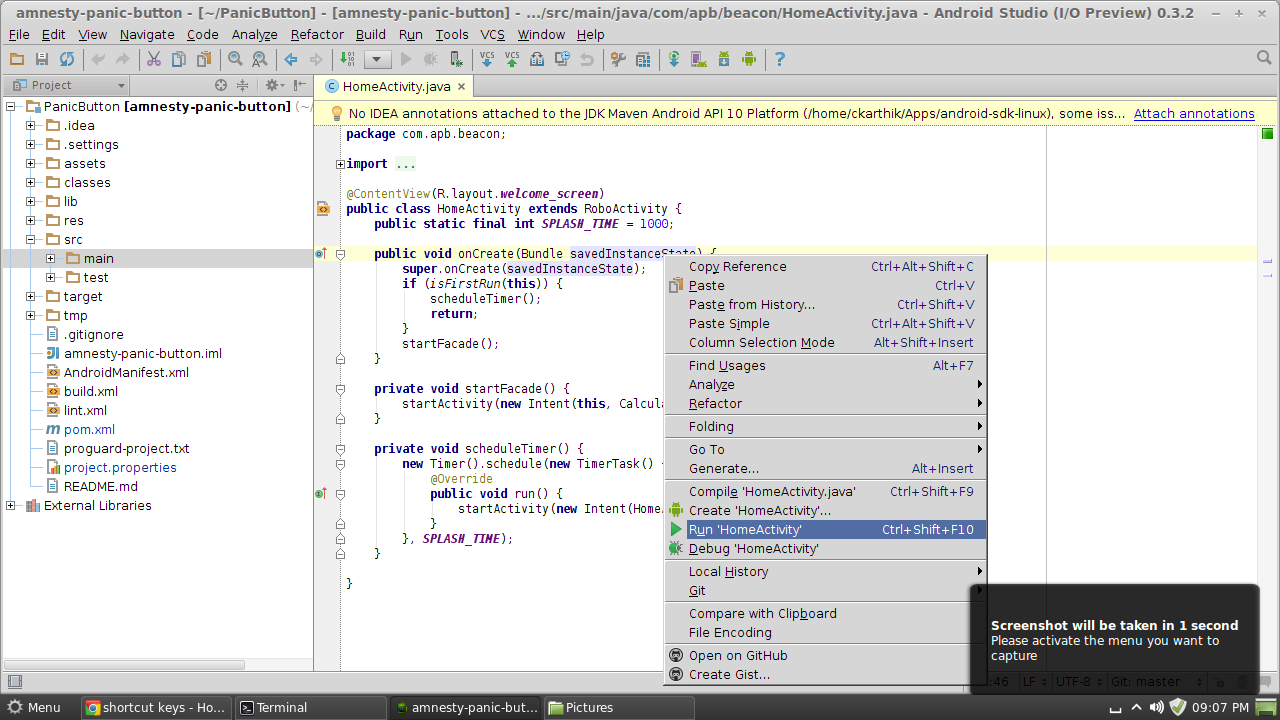 amnesty-panic-button - [~/PanicButton] - [amnesty-panic-button] - .../src/main/java/com/apb/beacon/HomeActivity.java - Android Studio (I/O Preview) 0.3.2
File Edit View Navigate Code Analyze Refactor Build Run Tools VCS Window Help
Project
HomeActivity.java
PanicButton [amnesty-panic-button] (~/
.idea
.settings
assets
classes
lib
res
src
main
test
target
tmp
.gitignore
amnesty-panic-button.iml
AndroidManifest.xml
build.xml
lint.xml
pom.xml
proguard-project.txt
project.properties
README.md
External Libraries
No IDEA annotations attached to the JDK Maven Android API 10 Platform (/home/ckarthik/Apps/android-sdk-linux), some iss... Attach annotations
package com.apb.beacon;
import ...
@ContentView(R.layout.welcome_screen)
public class HomeActivity extends RoboActivity {
public static final int SPLASH_TIME = 1000;
public void onCreate(Bundle savedInstanceState) {
super.onCreate(savedInstanceState);
if (isFirstRun(this)) {
scheduleTimer();
return;
}
startFacade();
}
private void startFacade() {
startActivity(new Intent(this, Calcula
}
private void scheduleTimer() {
new Timer().schedule(new TimerTask() {
@Override
public void run() {
startActivity(new Intent(Home
}
}, SPLASH_TIME);
}
}
Copy Reference Ctrl+Alt+Shift+C
Paste Ctrl+V
Paste from History... Ctrl+Shift+V
Paste Simple Ctrl+Alt+Shift+V
Column Selection Mode Alt+Shift+Insert
Find Usages Alt+F7
Analyze
Refactor
Folding
Go To
Generate... Alt+Insert
Compile 'HomeActivity.java' Ctrl+Shift+F9
Create 'HomeActivity'...
Run 'HomeActivity' Ctrl+Shift+F10
Debug 'HomeActivity'
Local History
Git
Compare with Clipboard
File Encoding
Open on GitHub
Create Gist...
Screenshot will be taken in 1 second
Please activate the menu you want to
capture
:46 LF UTF-8 Git: master
Menu
shortcut keys - Ho...
Terminal
amnesty-panic-but...
Pictures
09:07 PM